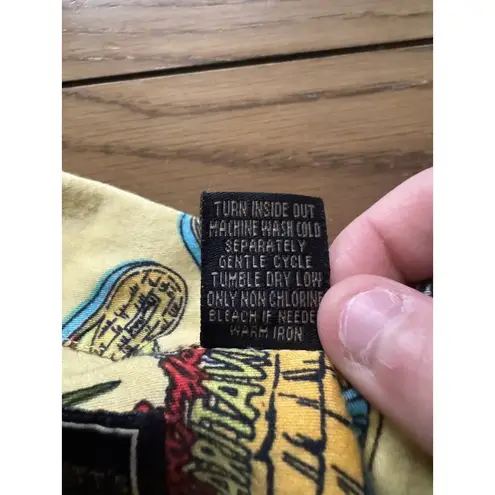 TURN INSIDE OUT
MACHINE WASH COLD
SEPARATELY
GENTLE CYCLE
TUMBLE DRY LOW
ONLY NON CHLORINE
BLEACH IF NEEDED
WARM IRON